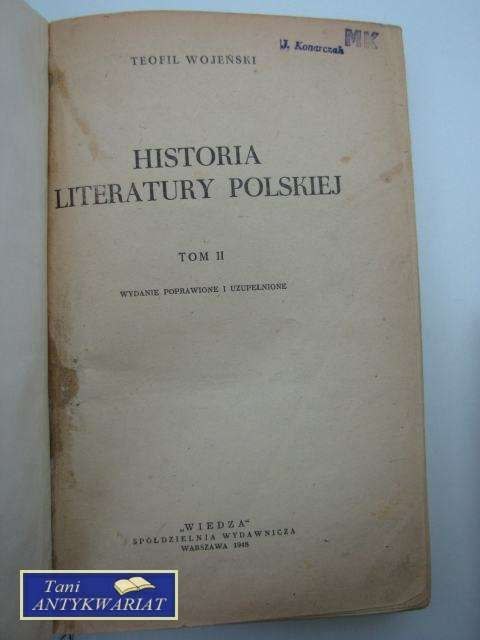 J. Konarczak
MK
TEOFIL WOJEŃSKI
HISTORIA
LITERATURY POLSKIEJ
TOM II
WYDANIE POPRAWIONE I UZUPEŁNIONE
„WIEDZA"
SPÓŁDZIELNIA WYDAWNICZA
WARSZAWA 1948
Tani
ANTYKWARIAT